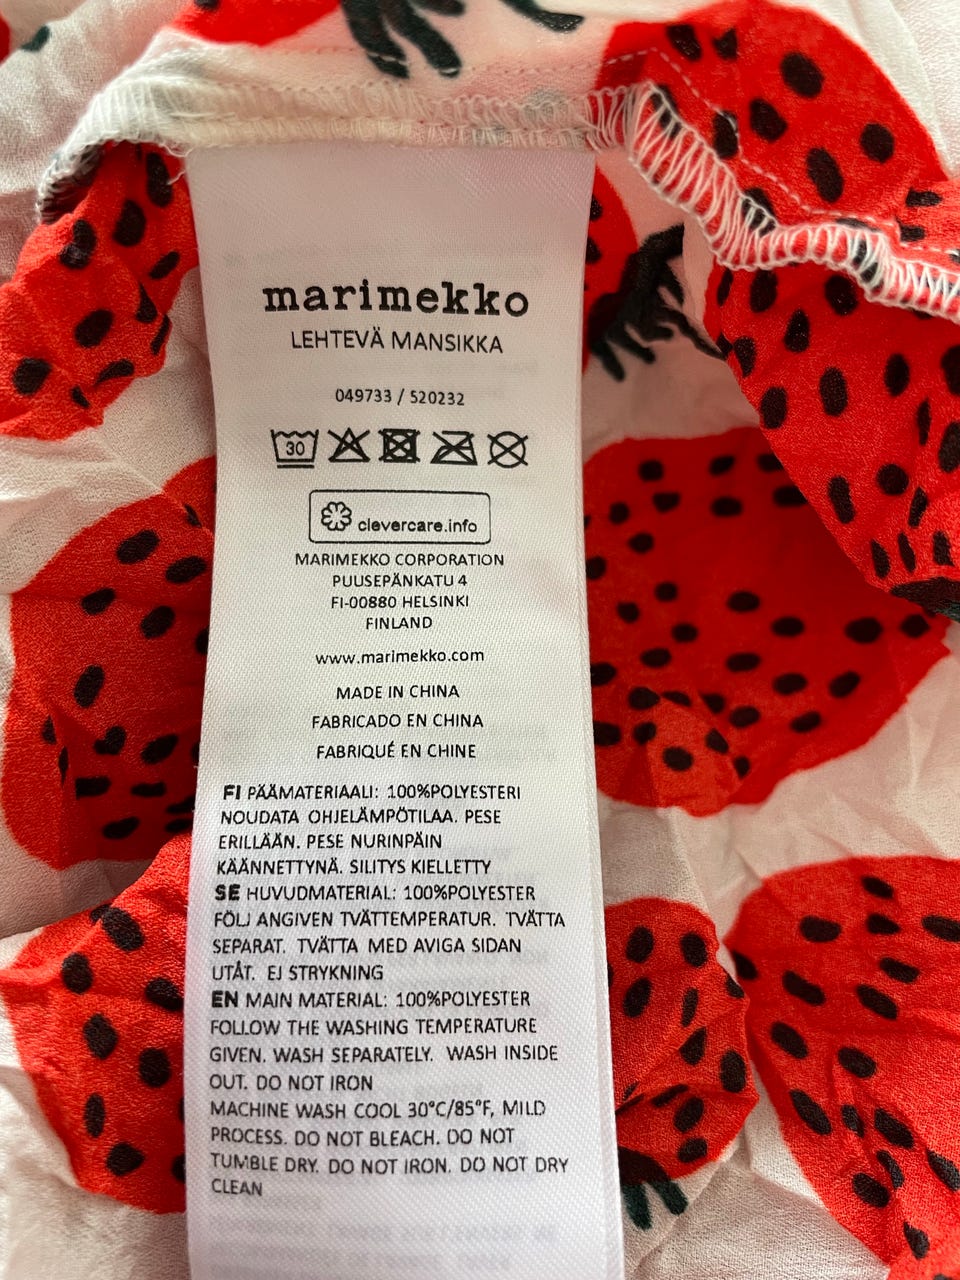 marimekko
LEHTEVÄ MANSIKKA
049733 / 520232
30
clevercare.info
MARIMEKKO CORPORATION
PUUSEPÄNKATU 4
FI-00880 HELSINKI
FINLAND
www.marimekko.com
MADE IN CHINA
FABRICADO EN CHINA
FABRIQUÉ EN CHINE
FI PÄÄMATERIAALI: 100%POLYESTERI
NOUDATA OHJELÄMPÖTILAA. PESE
ERILLÄÄN. PESE NURINPÄIN
KÄÄNNETTYNÄ. SILITYS KIELLETTY
SE HUVUDMATERIAL: 100%POLYESTER
FÖLJ ANGIVEN TVÄTTEMPERATUR. TVÄTTA
SEPARAT. TVÄTTA MED AVIGA SIDAN
UTÅT. EJ STRYKNING
EN MAIN MATERIAL: 100%POLYESTER
FOLLOW THE WASHING TEMPERATURE
GIVEN. WASH SEPARATELY. WASH INSIDE
OUT. DO NOT IRON
MACHINE WASH COOL 30°C/85°F, MILD
PROCESS. DO NOT BLEACH. DO NOT
TUMBLE DRY. DO NOT IRON. DO NOT DRY
CLEAN